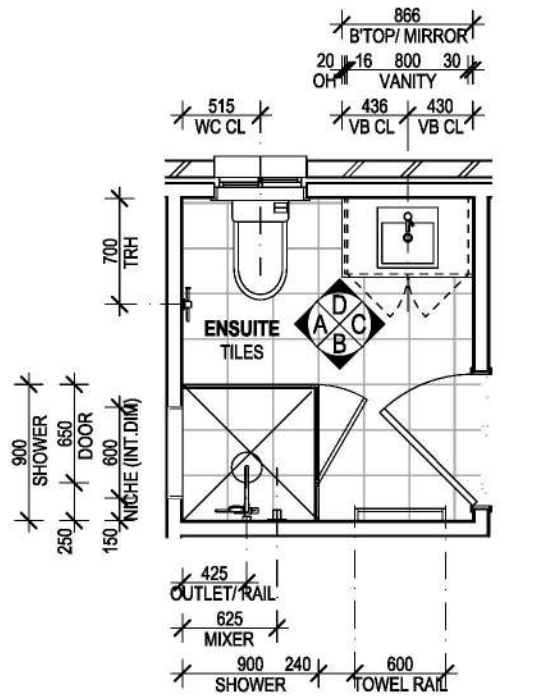 866
B'TOP/ MIRROR
20 16 800 30
OH VANITY
515 436 430
WC CL VB CL VB CL
700
TRH
ENSUITE
TILES
D
A C
B
900
SHOWER
650
DOOR
250
600
NICHE (INT.DIM)
150
425
OUTLET/ RAIL
625
MIXER
900 240 600
SHOWER TOWEL RAIL